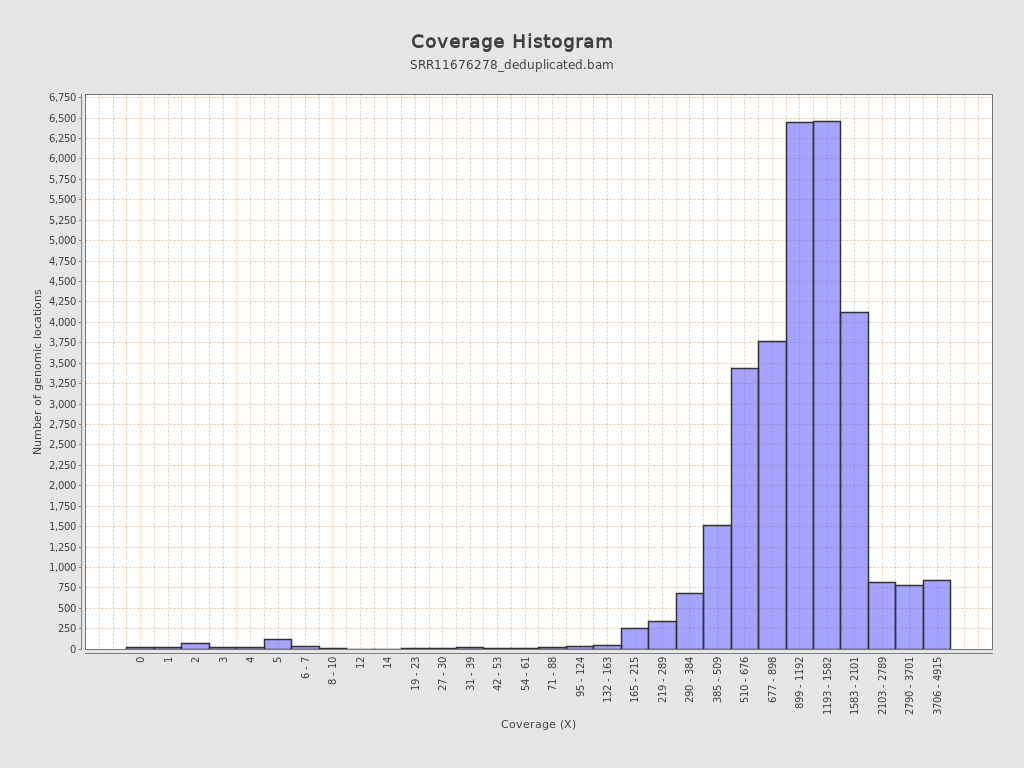 Coverage Histogram
SRR11676278_deduplicated.bam
Number of genomic locations
6,750
6,500
6,250
6,000
5,750
5,500
5,250
5,000
4,750
4,500
4,250
4,000
3,750
3,500
3,250
3,000
2,750
2,500
2,250
2,000
1,750
1,500
1,250
1,000
750
500
250
0
0
1
2
3
4
5
6 - 7
8 - 10
12
14
19 - 23
27 - 30
31 - 39
42 - 53
54 - 61
71 - 88
95 - 124
132 - 163
165 - 215
219 - 289
290 - 384
385 - 509
510 - 676
677 - 898
899 - 1192
1193 - 1582
1583 - 2101
2103 - 2789
2790 - 3701
3706 - 4915
Coverage (X)